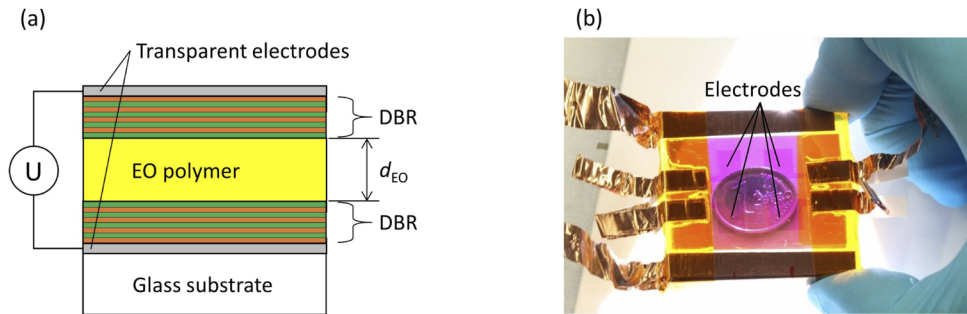 (a)
Transparent electrodes
DBR
U
EO polymer
dEO
DBR
Glass substrate
(b)
Electrodes